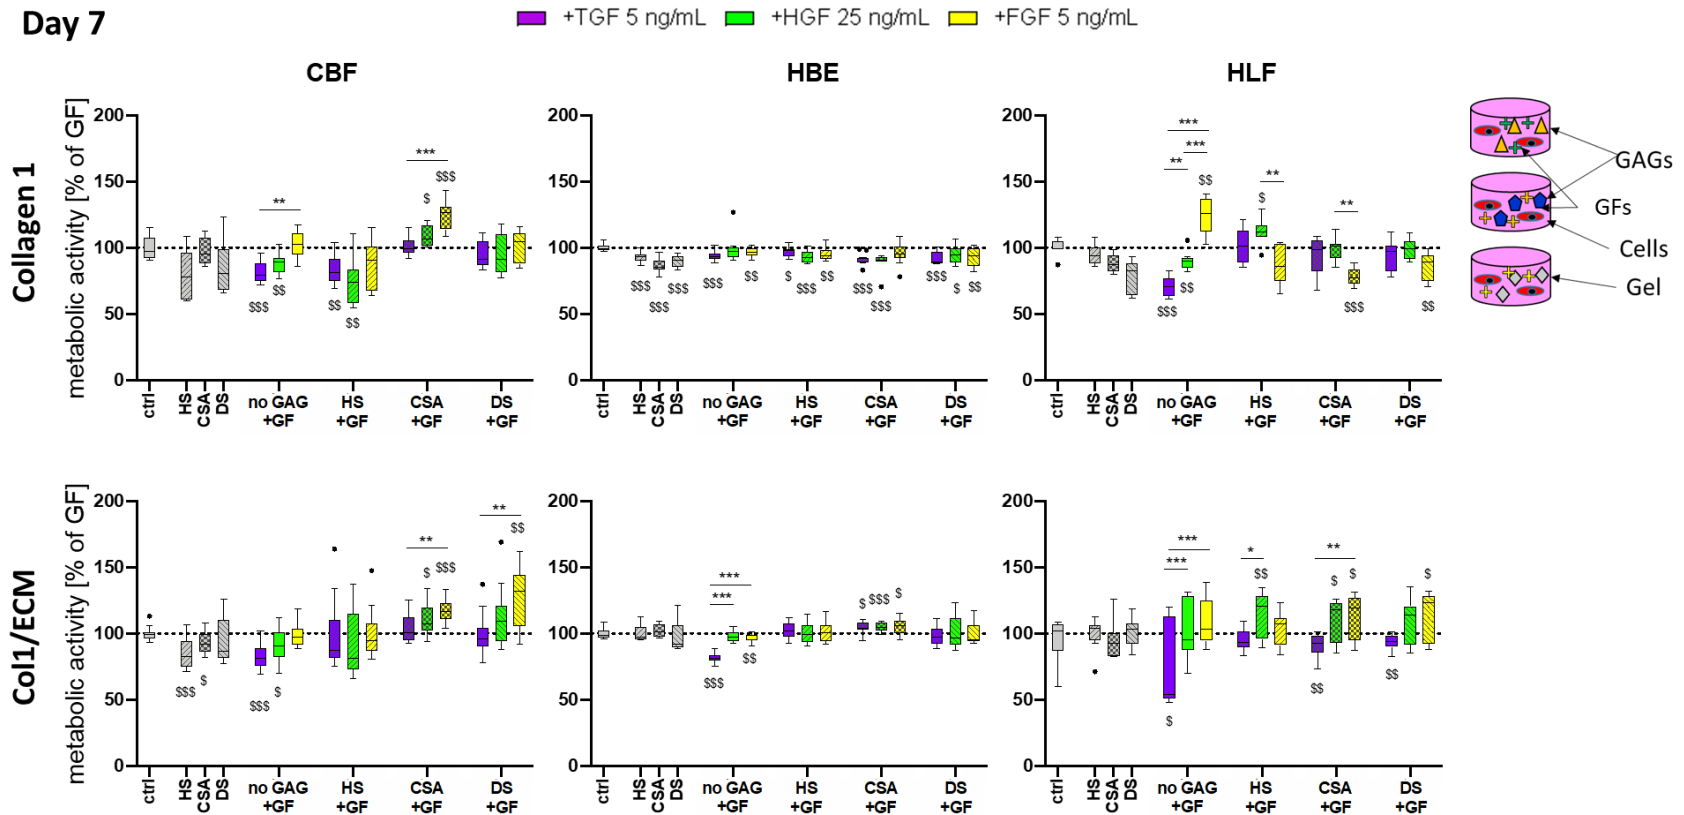 Day 7
+TGF 5 ng/mL +HGF 25 ng/mL +FGF 5 ng/mL
CBF HBE HLF
Collagen 1
metabolic activity [% of GF]
200
150
100
50
0
** *** $$$ $$ $$ $$ $ $$$
ctrl HS CSA DS no GAG +GF HS +GF CSA +GF DS +GF
200
150
100
50
0
$$$ $$$ $$$ $$$ $$ $ $$$ $$ $$$ $$$ $$$ $ $$
ctrl HS CSA DS no GAG +GF HS +GF CSA +GF DS +GF
200
150
100
50
0
*** *** ** $$ $$$ $$ ** $ ** $$$ $$
ctrl HS CSA DS no GAG +GF HS +GF CSA +GF DS +GF
GAGs
GFs
Cells
Gel
Col1/ECM
metabolic activity [% of GF]
200
150
100
50
0
$$$ $ $$$ $ ** $ $$$ ** $$
ctrl HS CSA DS no GAG +GF HS +GF CSA +GF DS +GF
200
150
100
50
0
*** *** $$$ $$ $ $$$ $
ctrl HS CSA DS no GAG +GF HS +GF CSA +GF DS +GF
200
150
100
50
0
*** *** $ * $$ ** $ $ $$ $$ $
ctrl HS CSA DS no GAG +GF HS +GF CSA +GF DS +GF